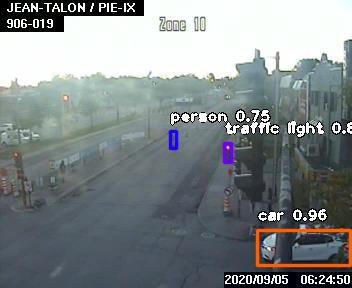 JEAN-TALON / PIE-IX
906-019
Zone 10
person 0.75
traffic light 0.8
car 0.96
2020/09/05 06:24:50